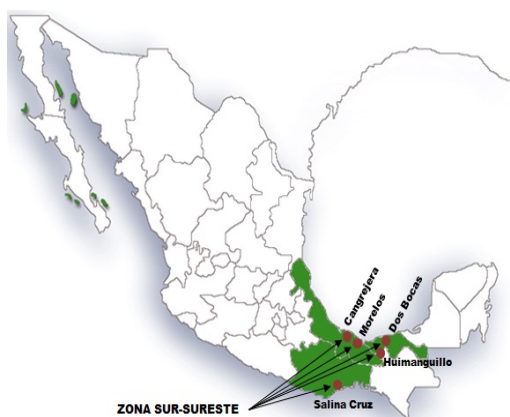 Cangrejera
Morelos
Dos Bocas
Huimanguillo
Salina Cruz
ZONA SUR-SURESTE